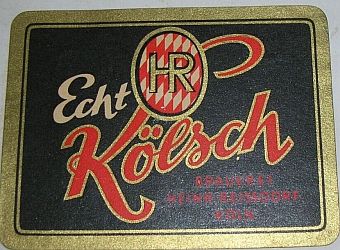 HR
Echt
Kölsch
BRAUEREI
HEINR. REISSDORF
KÖLN